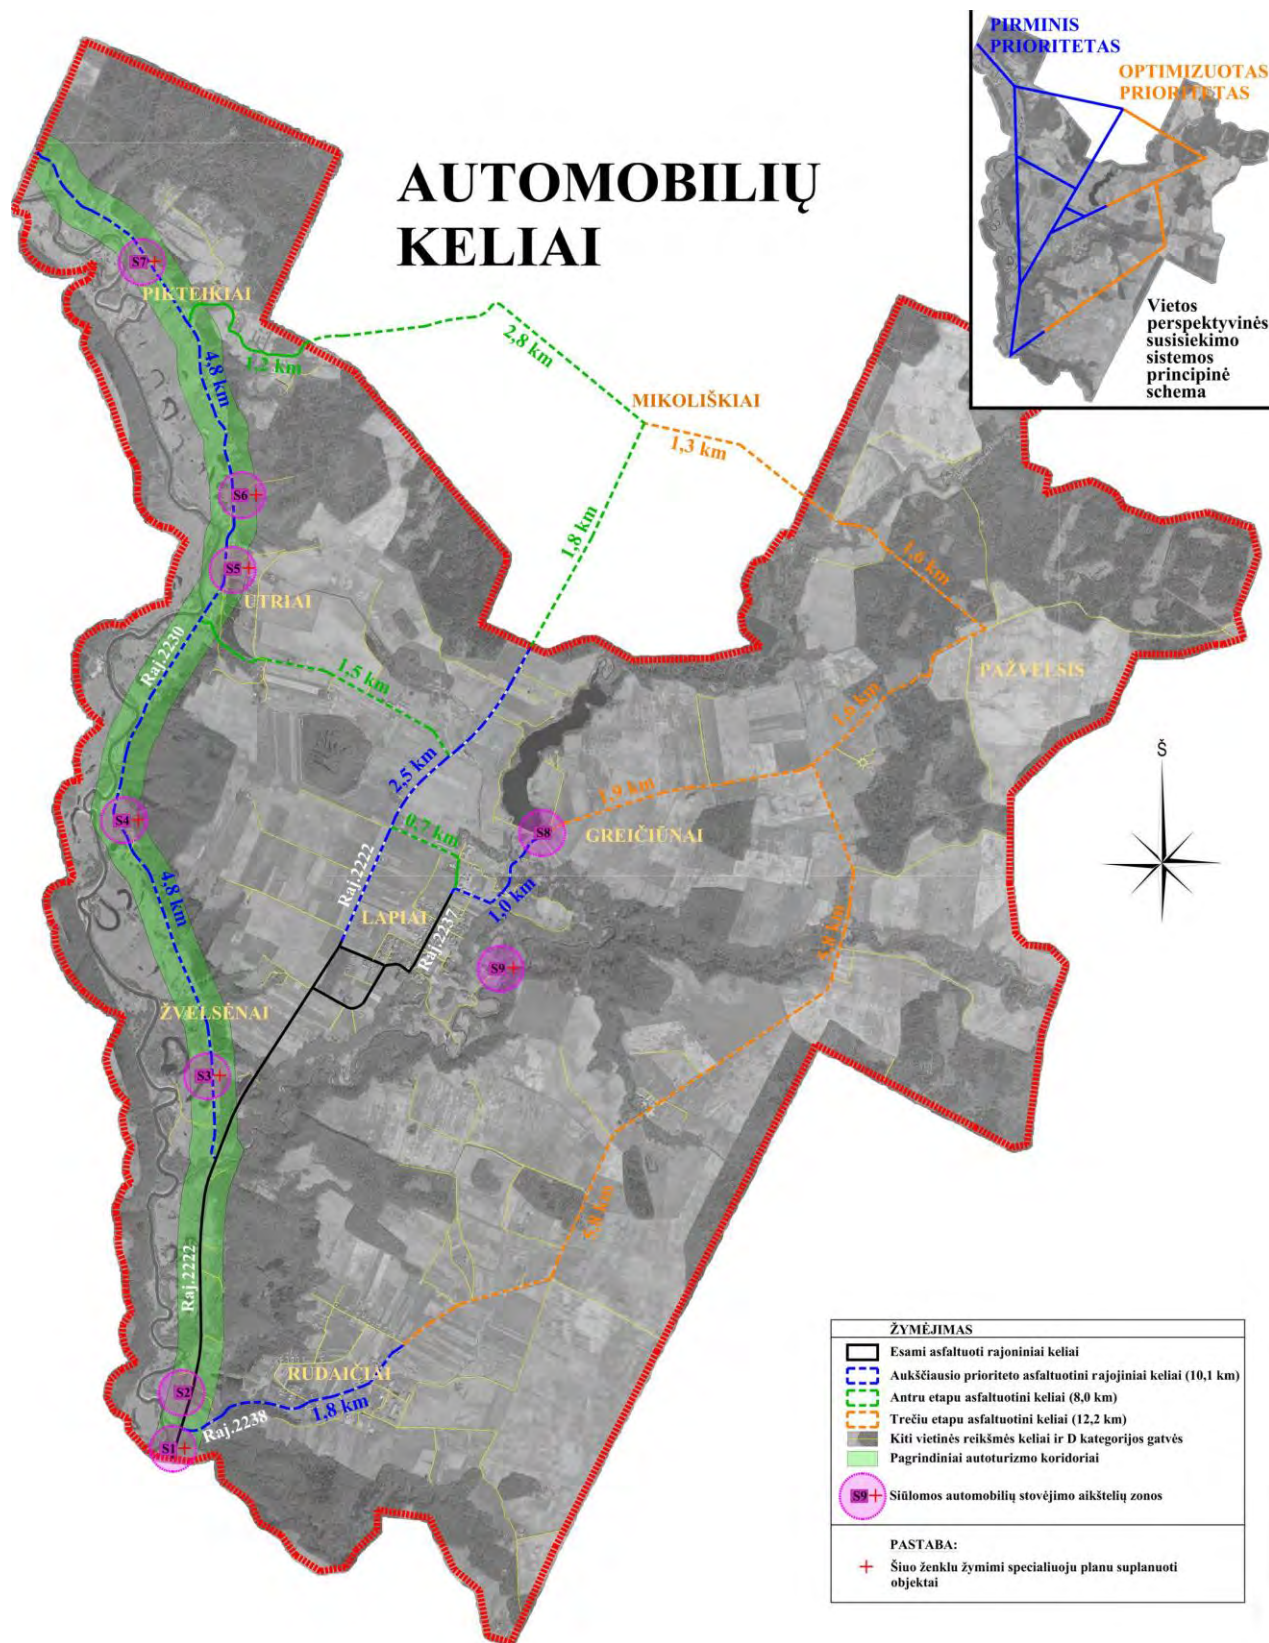 PIRMINIS
PRIORITETAS
OPTIMIZUOTAS
PRIORITETAS
Vietos
perspektyvinės
susisiekimo
sistemos
principinė
schema
AUTOMOBILIŲ
KELIAI
S7
PIKTEIKIAI
1,2 km
2,8 km
4,8 km
MIKOLIŠKIAI
1,3 km
S6
1,8 km
1,6 km
S5
UTRIAI
Raj.2230
1,5 km
PAŽVELSIS
1,6 km
Š
2,5 km
1,9 km
S4
0,7 km
S8
GREIČIŪNAI
Raj.2222
4,8 km
1,0 km
LAPIAI
Raj.2237
S9
ŽVELSĖNAI
S3
5,8 km
Raj.2222
RUDAIČIAI
S2
1,8 km
Raj.2238
S1
ŽYMĖJIMAS
Esami asfaltuoti rajoniniai keliai
Aukščiausio prioriteto asfaltuotini rajojiniai keliai (10,1 km)
Antru etapu asfaltuotini keliai (8,0 km)
Trečiu etapu asfaltuotini keliai (12,2 km)
Kiti vietinės reikšmės keliai ir D kategorijos gatvės
Pagrindiniai autoturizmo koridoriai
S9
Siūlomos automobilių stovėjimo aikštelių zonos
PASTABA:
Šiuo ženklu žymimi specialiuoju planu suplanuoti
objektai